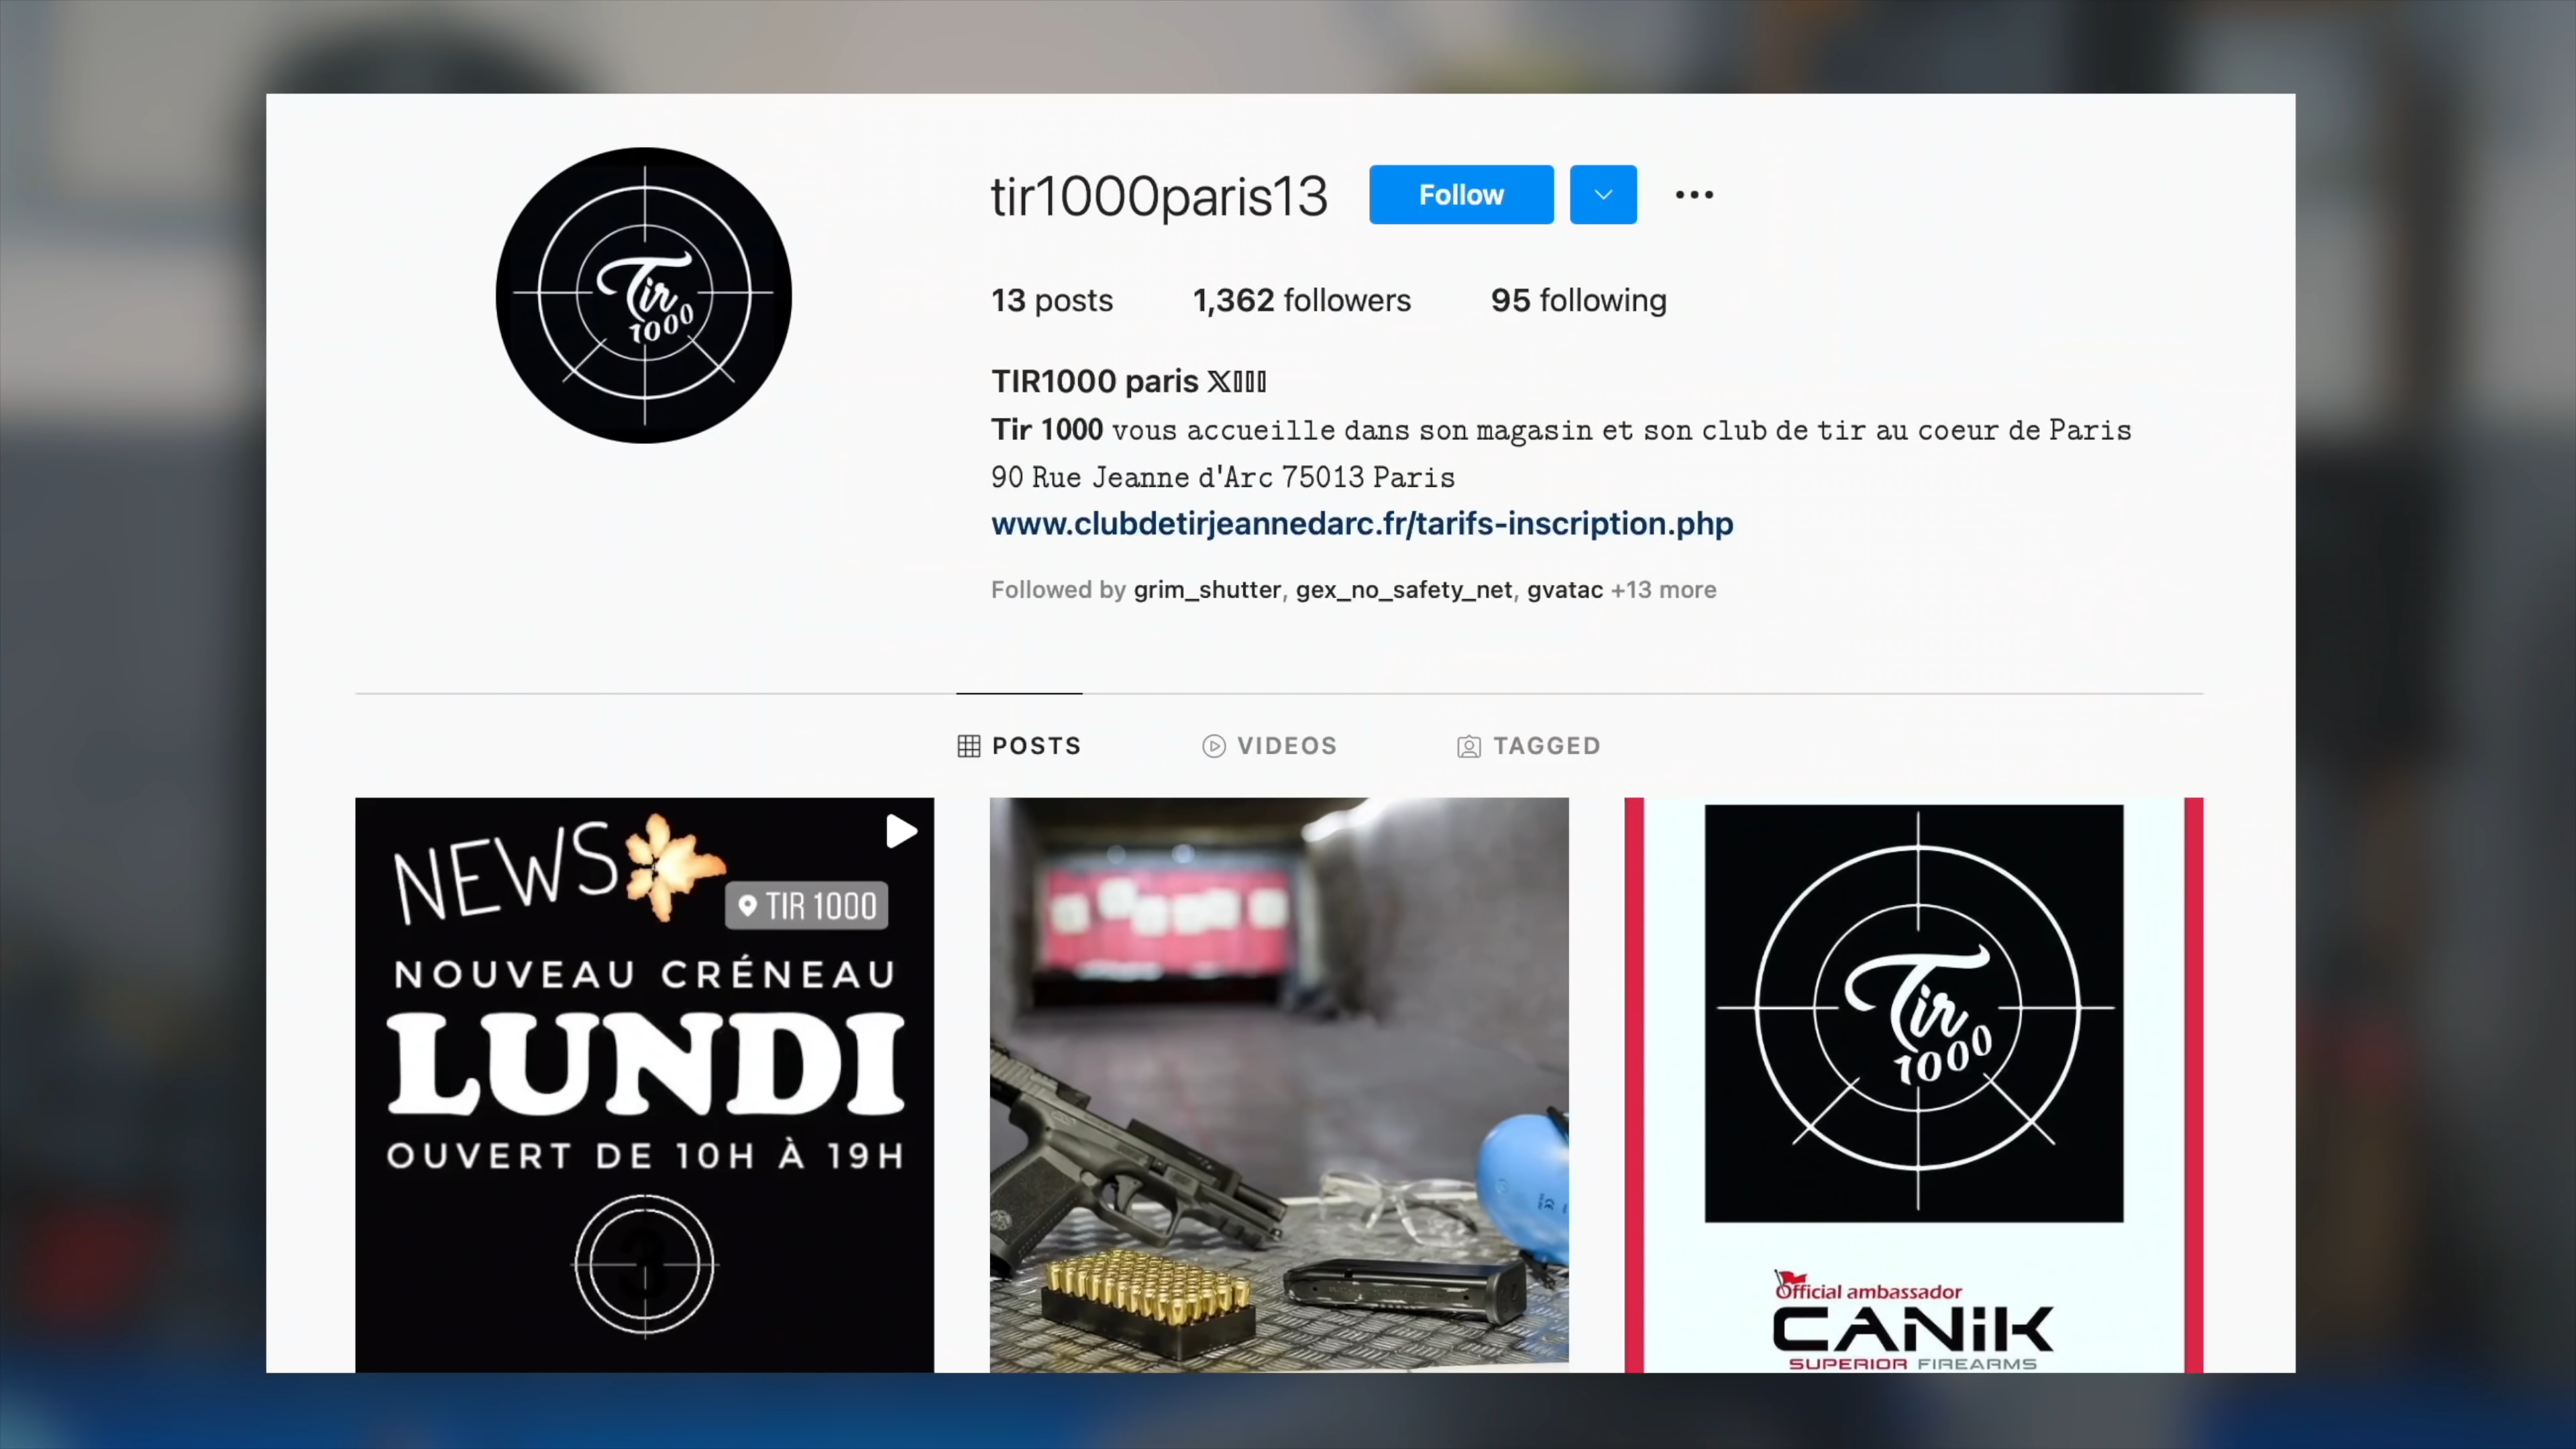 Tir
1000
tir1000paris13
Follow
13 posts
1,362 followers
95 following
TIR1000 paris 𝕏𝕀𝕀𝕀
Tir 1000 vous accueille dans son magasin et son club de tir au coeur de Paris
90 Rue Jeanne d'Arc 75013 Paris
www.clubdetirjeannedarc.fr/tarifs-inscription.php
Followed by grim_shutter, gex_no_safety_net, gvatac +13 more
POSTS
VIDEOS
TAGGED
NEWS
TIR 1000
NOUVEAU CRÉNEAU
LUNDI
OUVERT DE 10H À 19H
3
Tir
1000
Official ambassador
CANiK
SUPERIOR FIREARMS